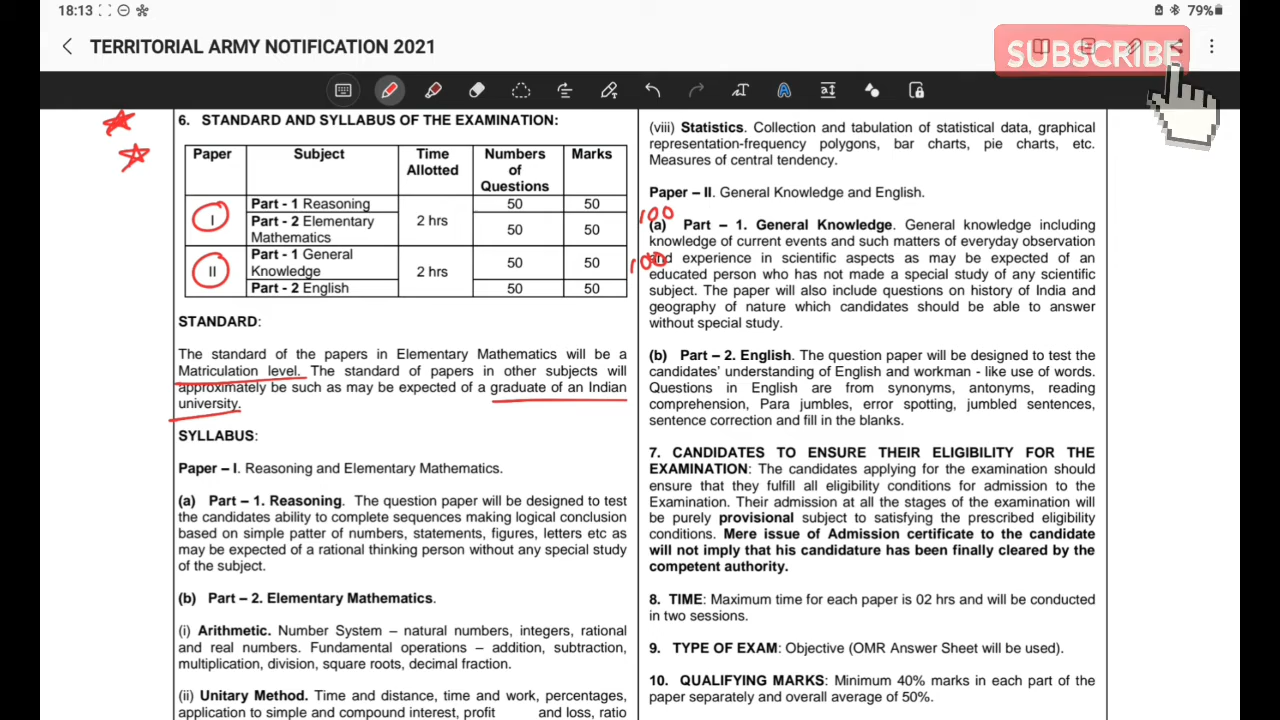 18:13
79%
TERRITORIAL ARMY NOTIFICATION 2021
SUBSCRIBE
6. STANDARD AND SYLLABUS OF THE EXAMINATION:
Paper Subject Time Allotted Numbers of Questions Marks
I Part - 1 Reasoning 2 hrs 50 50
Part - 2 Elementary Mathematics 50 50
II Part - 1 General Knowledge 2 hrs 50 50
Part - 2 English 50 50
100
100
STANDARD:
The standard of the papers in Elementary Mathematics will be a
Matriculation level. The standard of papers in other subjects will
approximately be such as may be expected of a graduate of an Indian
university.
SYLLABUS:
Paper – I. Reasoning and Elementary Mathematics.
(a) Part – 1. Reasoning. The question paper will be designed to test
the candidates ability to complete sequences making logical conclusion
based on simple patter of numbers, statements, figures, letters etc as
may be expected of a rational thinking person without any special study
of the subject.
(b) Part – 2. Elementary Mathematics.
(i) Arithmetic. Number System – natural numbers, integers, rational
and real numbers. Fundamental operations – addition, subtraction,
multiplication, division, square roots, decimal fraction.
(ii) Unitary Method. Time and distance, time and work, percentages,
application to simple and compound interest, profit and loss, ratio
(viii) Statistics. Collection and tabulation of statistical data, graphical
representation-frequency polygons, bar charts, pie charts, etc.
Measures of central tendency.
Paper – II. General Knowledge and English.
(a) Part – 1. General Knowledge. General knowledge including
knowledge of current events and such matters of everyday observation
and experience in scientific aspects as may be expected of an
educated person who has not made a special study of any scientific
subject. The paper will also include questions on history of India and
geography of nature which candidates should be able to answer
without special study.
(b) Part – 2. English. The question paper will be designed to test the
candidates' understanding of English and workman - like use of words.
Questions in English are from synonyms, antonyms, reading
comprehension, Para jumbles, error spotting, jumbled sentences,
sentence correction and fill in the blanks.
7. CANDIDATES TO ENSURE THEIR ELIGIBILITY FOR THE
EXAMINATION: The candidates applying for the examination should
ensure that they fulfill all eligibility conditions for admission to the
Examination. Their admission at all the stages of the examination will
be purely provisional subject to satisfying the prescribed eligibility
conditions. Mere issue of Admission certificate to the candidate
will not imply that his candidature has been finally cleared by the
competent authority.
8. TIME: Maximum time for each paper is 02 hrs and will be conducted
in two sessions.
9. TYPE OF EXAM: Objective (OMR Answer Sheet will be used).
10. QUALIFYING MARKS: Minimum 40% marks in each part of the
paper separately and overall average of 50%.